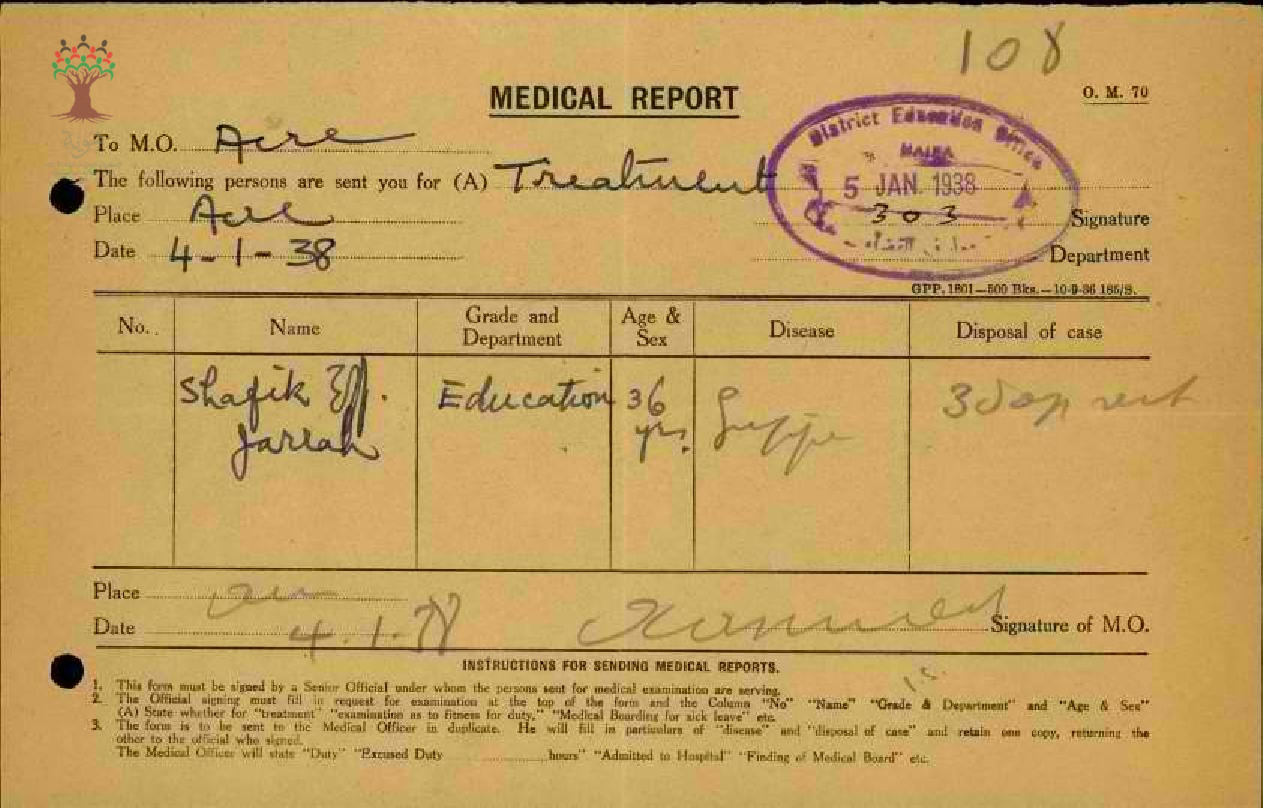 108
MEDICAL REPORT
O. M. 70
To M.O. Acre
The following persons are sent you for (A) Treatment
District Education Office
HAIFA
5 JAN. 1938
303
Place Acre
Signature
Date 4-1-38
Department
GPP. 1801—500 Bks.—10-9-36 185/S.
No. Name Grade and Department Age & Sex Disease Disposal of case
Shafik Eff. Education 36 3 days rest
Jarrah yrs.
Place
Date 4.1.38 Signature of M.O.
INSTRUCTIONS FOR SENDING MEDICAL REPORTS.
1. This form must be signed by a Senior Official under whom the persons sent for medical examination are serving.
2. The Official signing must fill in request for examination at the top of the form and the Column "No" "Name" "Grade & Department" and "Age & Sex"
(A) State whether for "treatment" "examination as to fitness for duty," "Medical Boarding for sick leave" etc.
3. The form is to be sent to the Medical Officer in duplicate. He will fill in particulars of "disease" and "disposal of case" and retain one copy, returning the
other to the official who signed.
The Medical Officer will state "Duty" "Excused Duty ............ hours" "Admitted to Hospital" "Finding of Medical Board" etc.